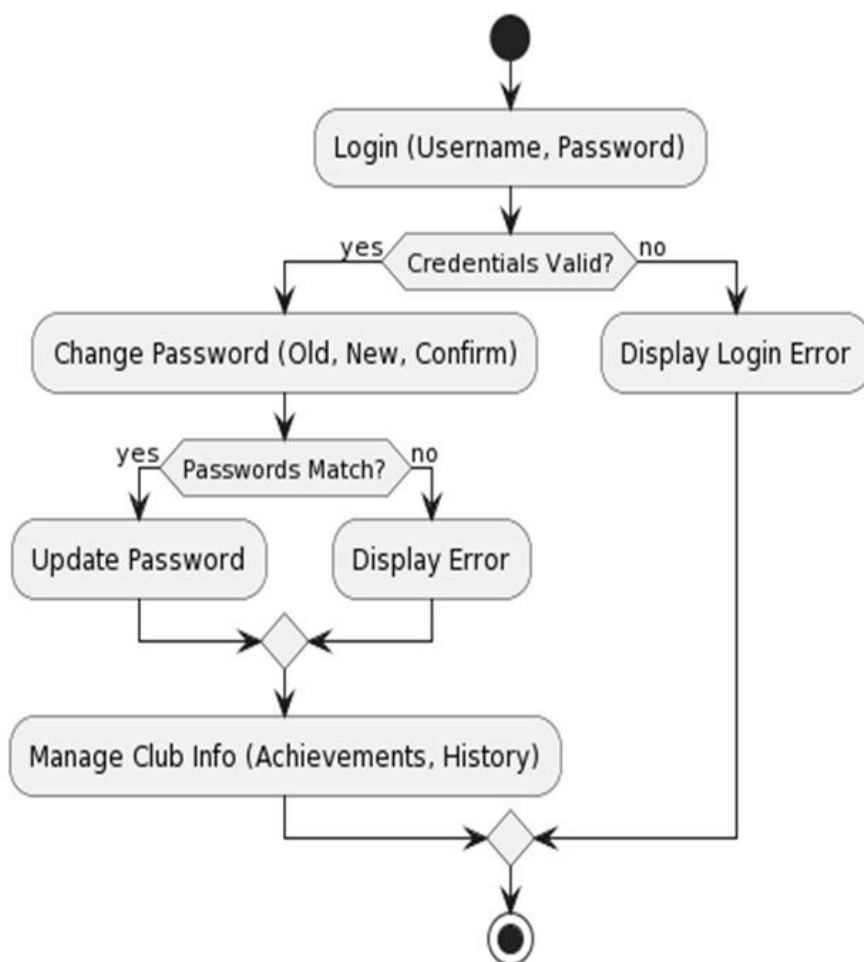 Login (Username, Password)
yes
Credentials Valid?
no
Change Password (Old, New, Confirm)
Display Login Error
yes
Passwords Match?
no
Update Password
Display Error
Manage Club Info (Achievements, History)